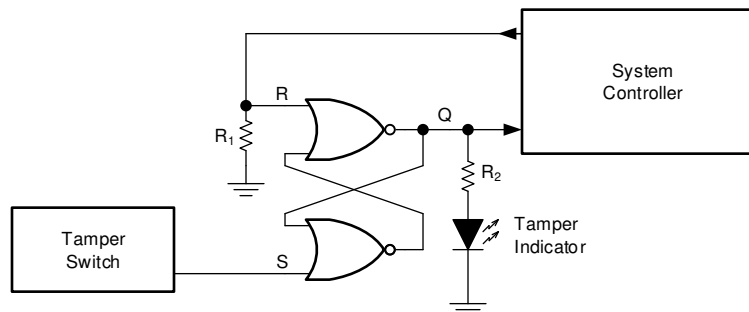 System
Controller
R
Q
R1
R2
Tamper
Switch
Tamper
Indicator
S